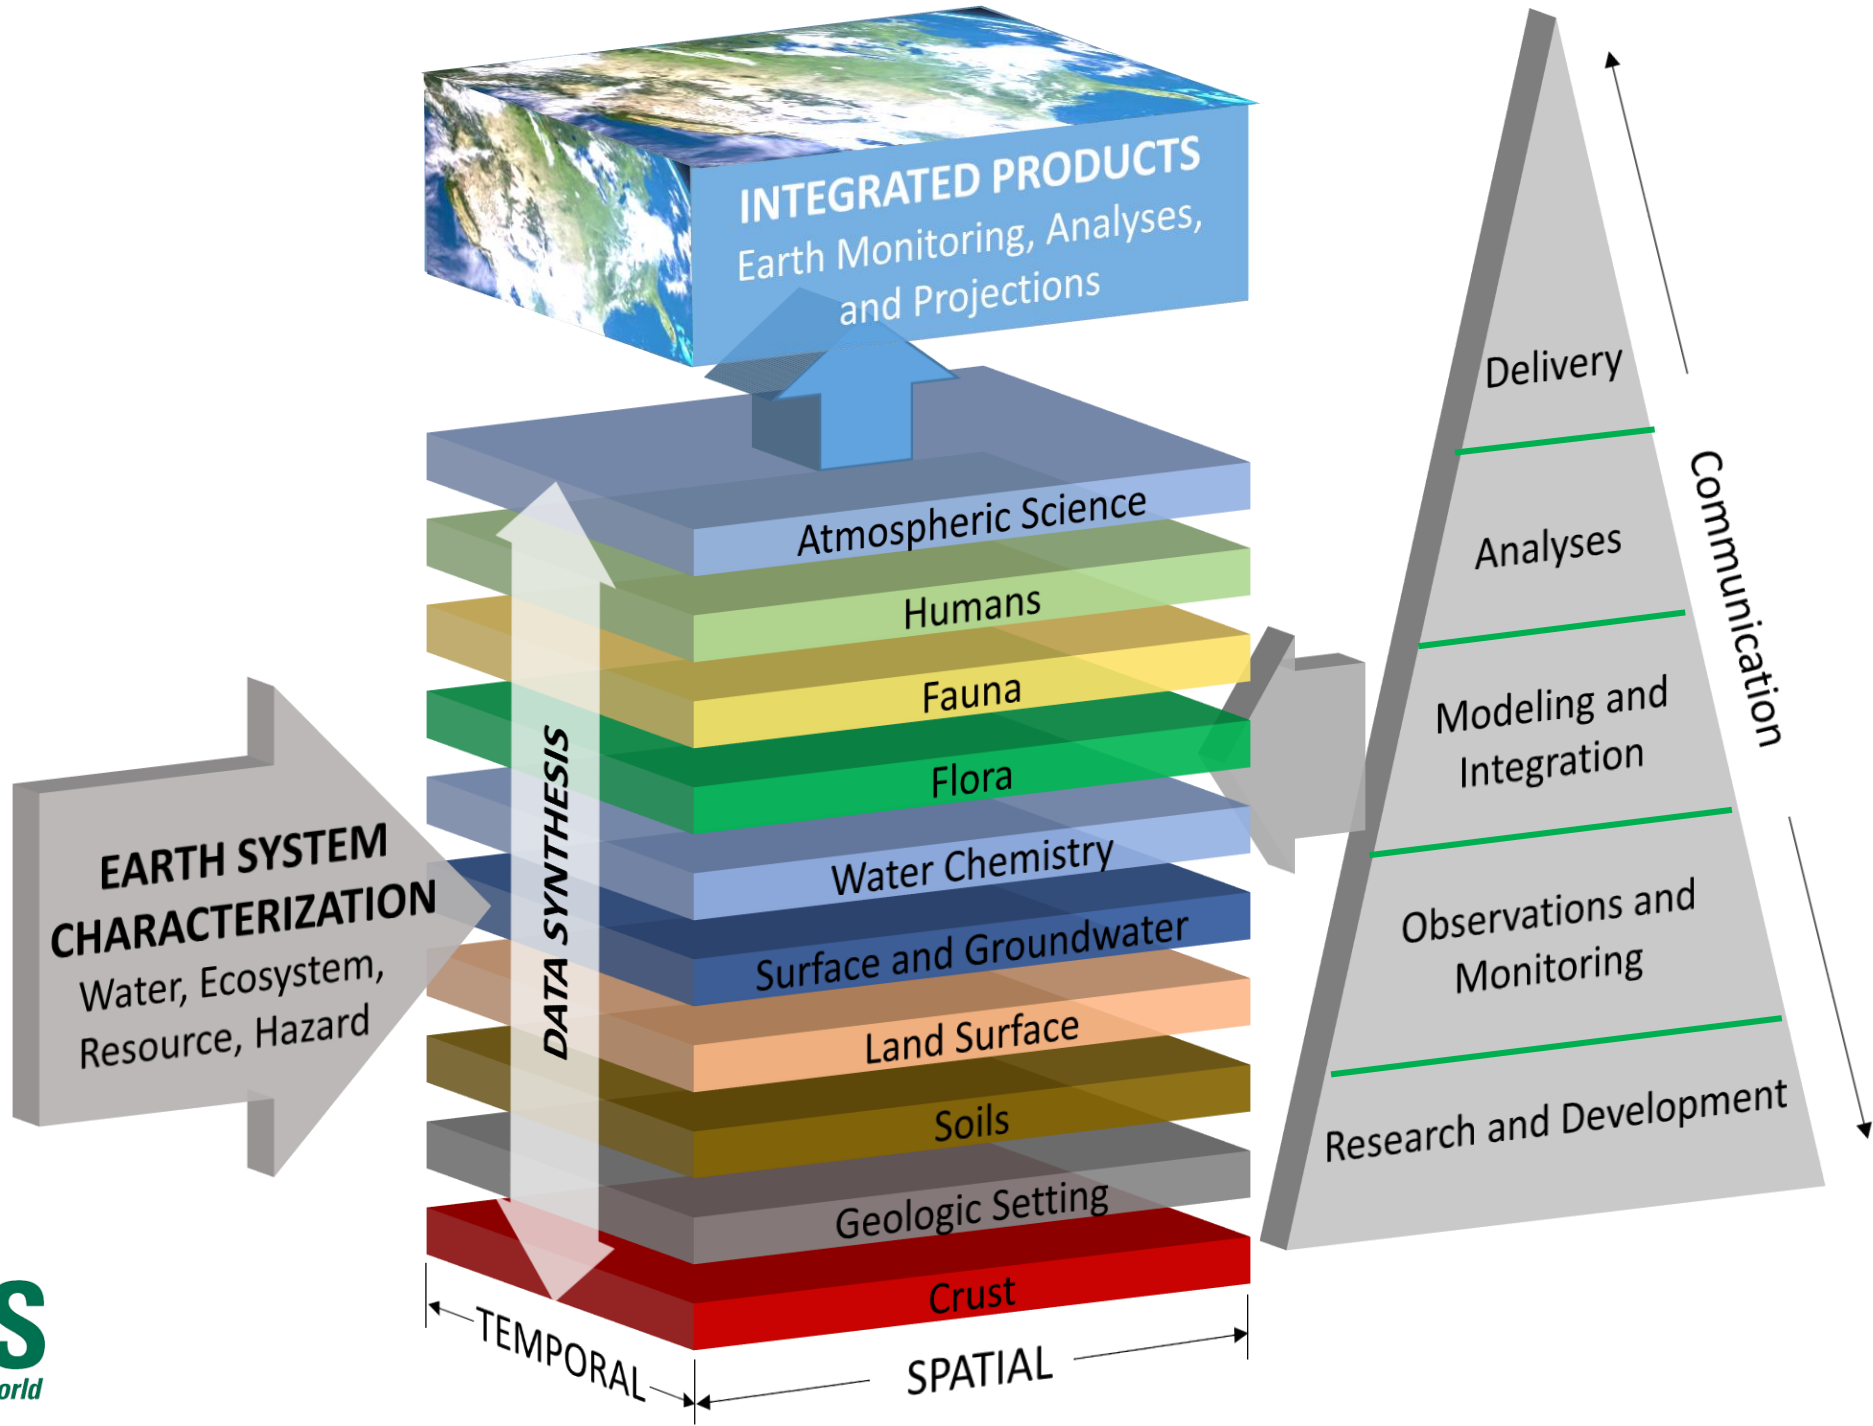 INTEGRATED PRODUCTS
Earth Monitoring, Analyses,
and Projections
Atmospheric Science
Humans
Fauna
Flora
Water Chemistry
Surface and Groundwater
Land Surface
Soils
Geologic Setting
Crust
DATA SYNTHESIS
TEMPORAL
SPATIAL
EARTH SYSTEM
CHARACTERIZATION
Water, Ecosystem,
Resource, Hazard
Delivery
Analyses
Modeling and
Integration
Observations and
Monitoring
Research and Development
Communication
S
orld